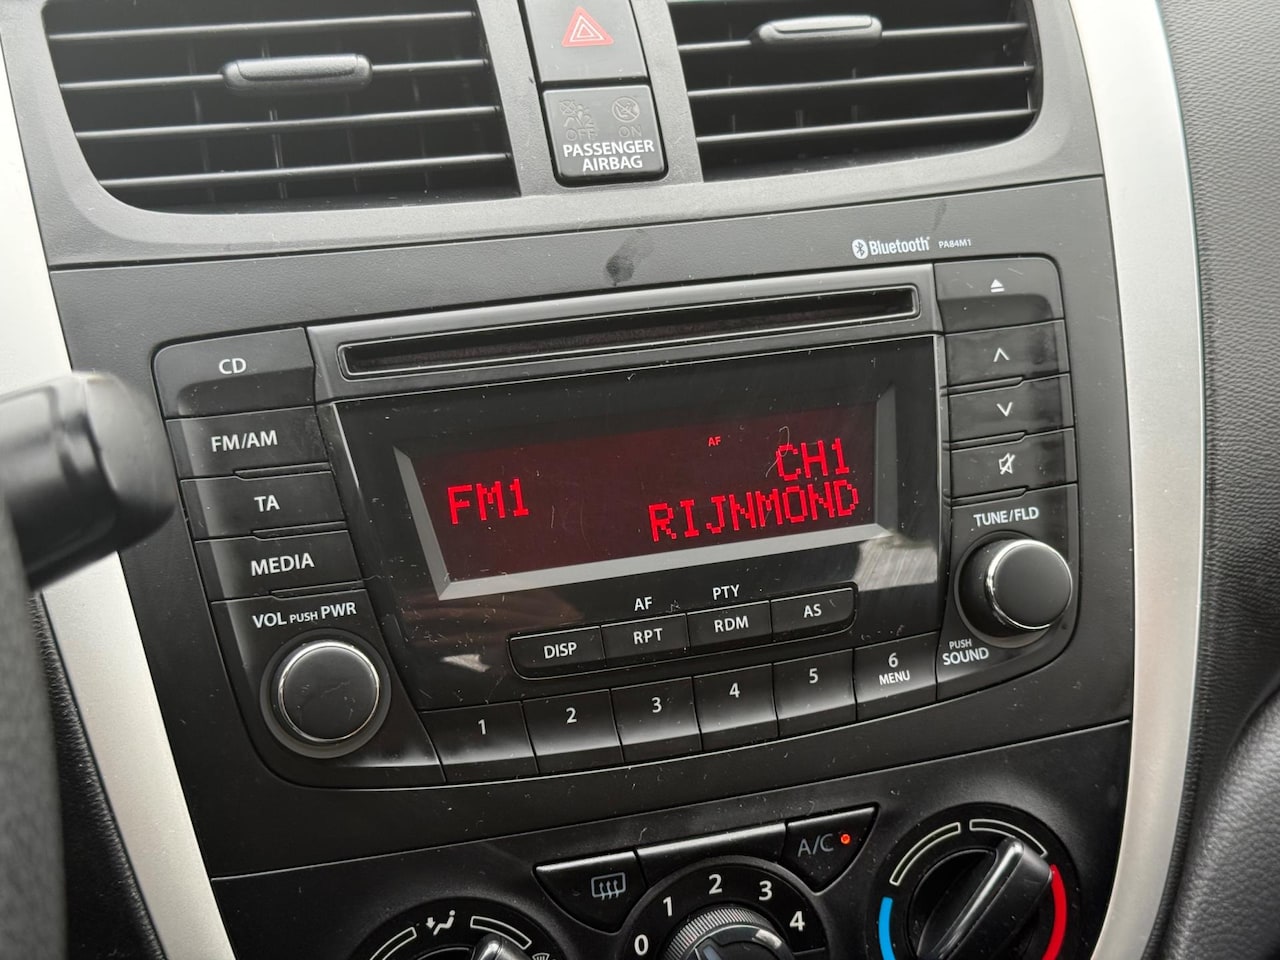 OFF ON
PASSENGER
AIRBAG
Bluetooth PA84M1
CD
FM/AM
TA
MEDIA
VOL PUSH PWR
AF
CH1
FM1
RIJNMOND
TUNE/FLD
PUSH
SOUND
AF PTY
DISP RPT RDM AS
1 2 3 4 5 6
MENU
A/C
0 1 2 3 4